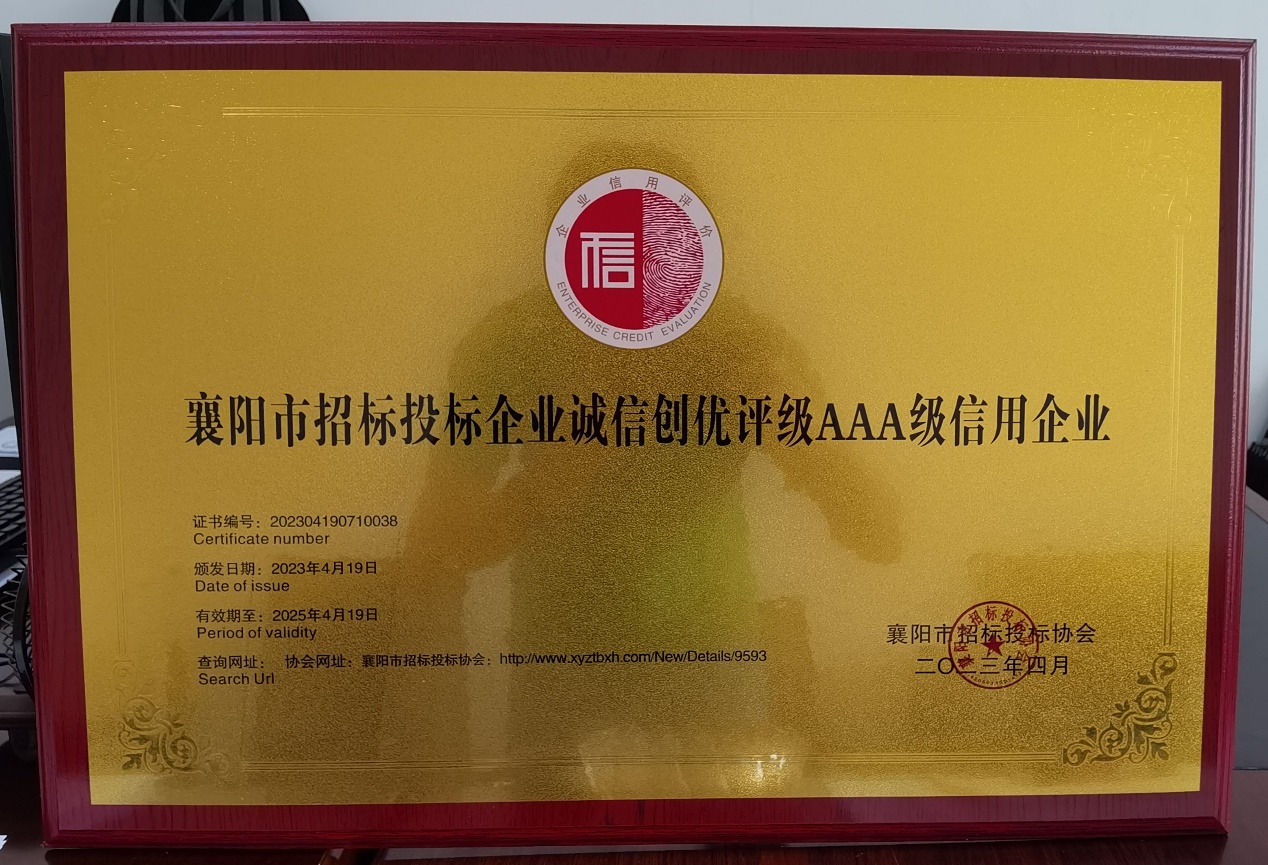 企业信用评价
信
ENTERPRISE CREDIT EVALUATION
襄阳市招标投标企业诚信创优评级AAA级信用企业
证书编号：202304190710038
Certificate number
颁发日期：2023年4月19日
Date of issue
有效期至：2025年4月19日
Period of validity
查询网址： 协会网址：襄阳市招标投标协会：http://www.xyztbxh.com/New/Details/9593
Search Url
襄阳市招标投标协会
二〇二三年四月